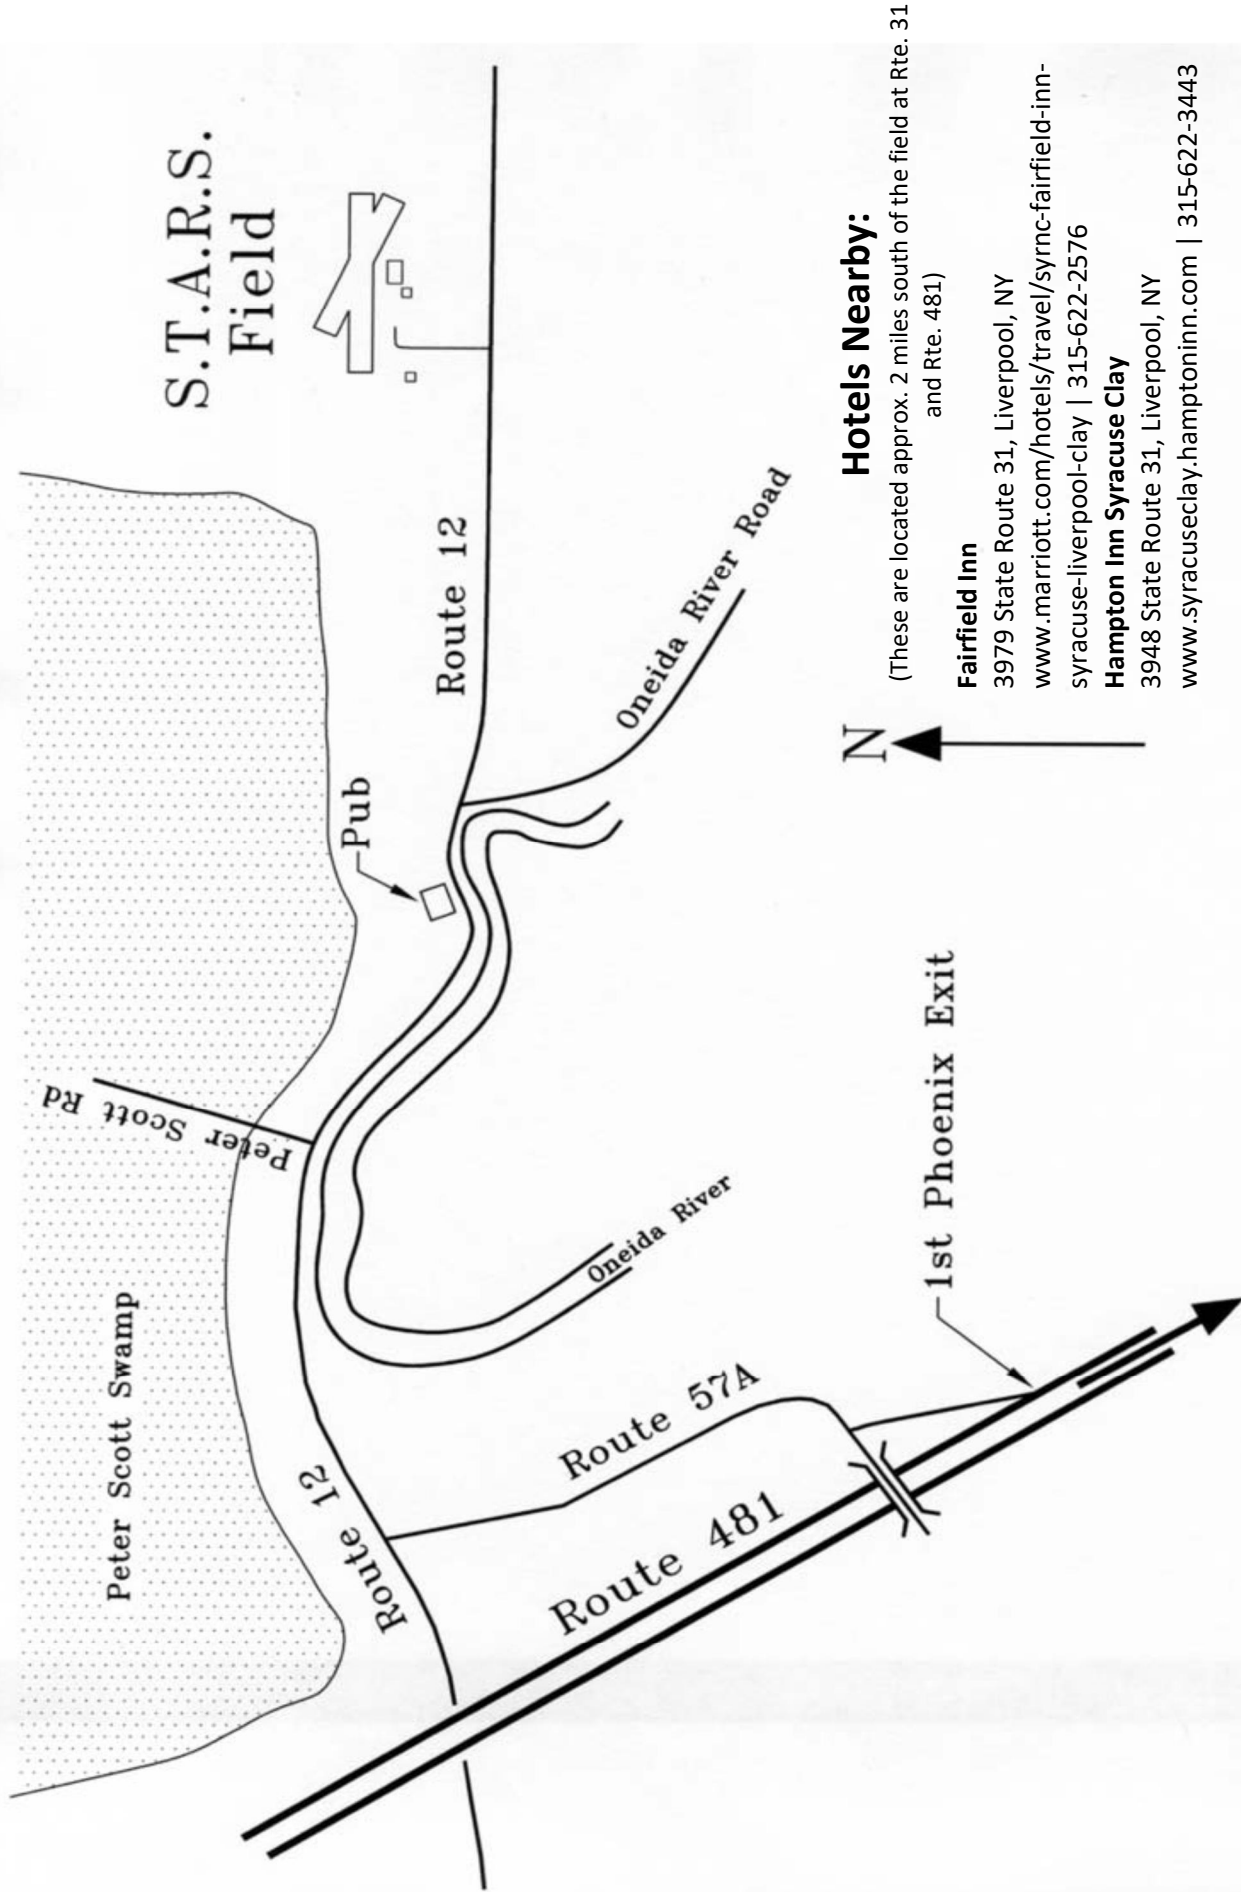 S.T.A.R.S.
Field
Peter Scott Swamp
Peter Scott Rd
Pub
Route 12
Route 12
Oneida River Road
Oneida River
Route 57A
Route 481
1st Phoenix Exit
N
Hotels Nearby:
(These are located approx. 2 miles south of the field at Rte. 31
and Rte. 481)
Fairfield Inn
3979 State Route 31, Liverpool, NY
www.marriott.com/hotels/travel/syrnc-fairfield-inn-
syracuse-liverpool-clay | 315-622-2576
Hampton Inn Syracuse Clay
3948 State Route 31, Liverpool, NY
www.syracuseclay.hamptoninn.com | 315-622-3443